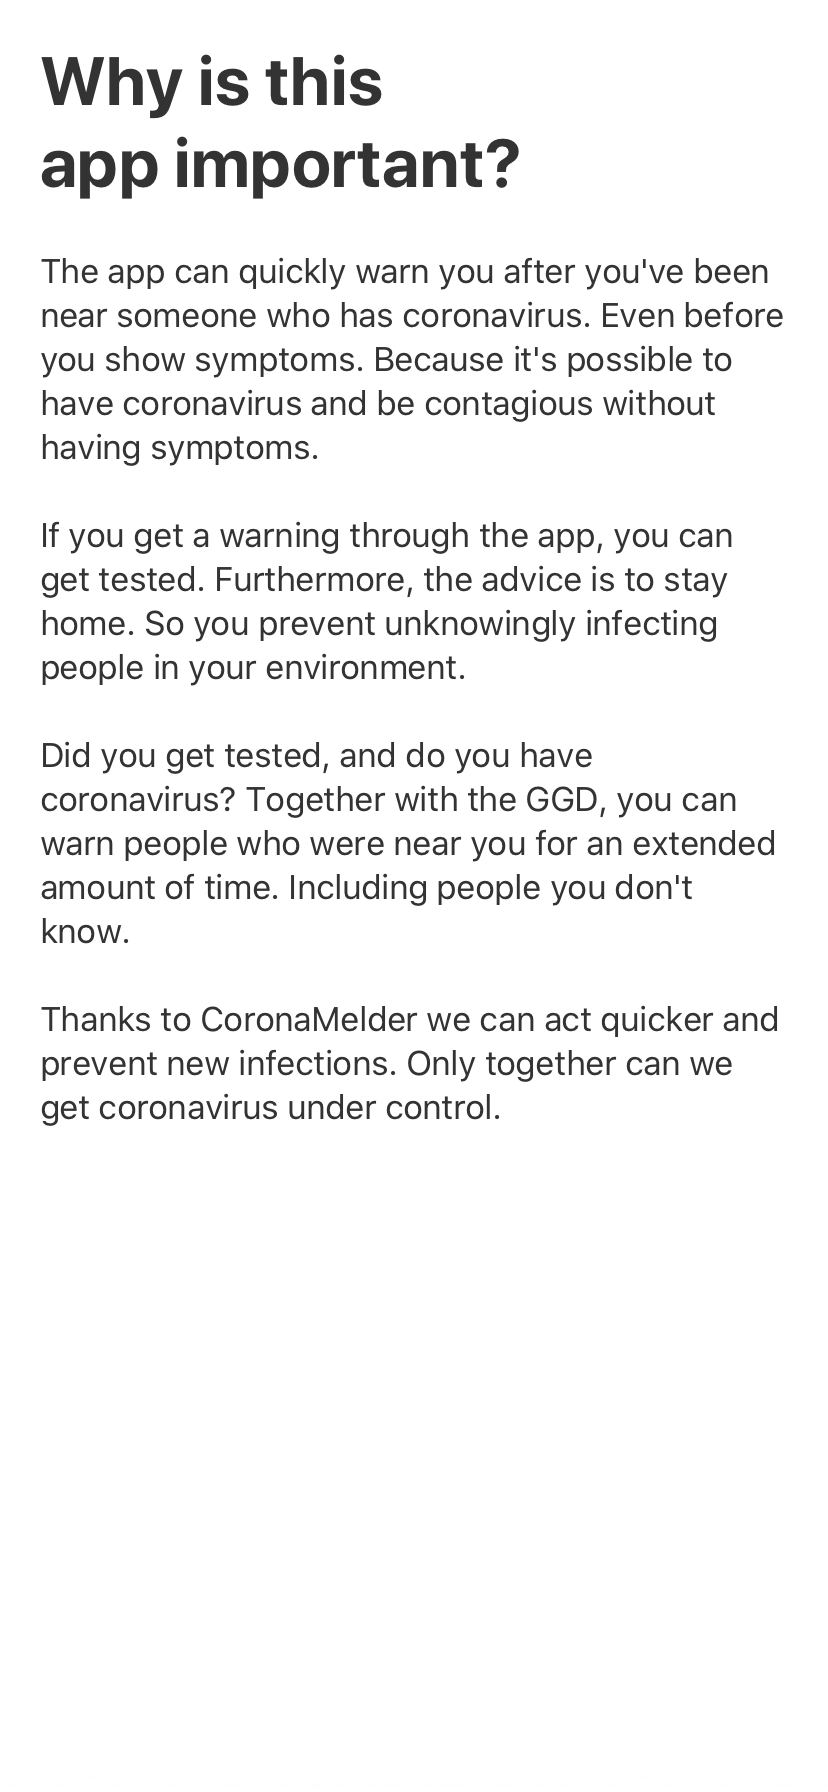 Why is this
app important?
The app can quickly warn you after you've been
near someone who has coronavirus. Even before
you show symptoms. Because it's possible to
have coronavirus and be contagious without
having symptoms.
If you get a warning through the app, you can
get tested. Furthermore, the advice is to stay
home. So you prevent unknowingly infecting
people in your environment.
Did you get tested, and do you have
coronavirus? Together with the GGD, you can
warn people who were near you for an extended
amount of time. Including people you don't
know.
Thanks to CoronaMelder we can act quicker and
prevent new infections. Only together can we
get coronavirus under control.